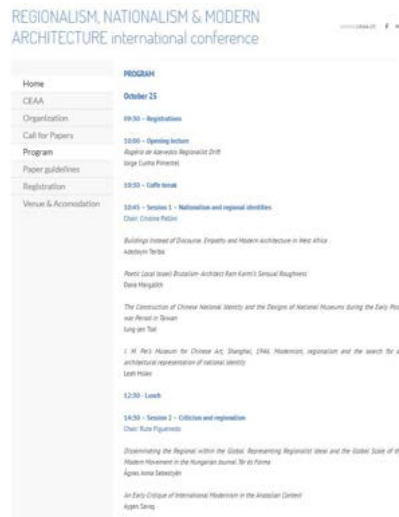 REGIONALISM, NATIONALISM & MODERN
ARCHITECTURE international conference
Home
CEAA
Organization
Call for Papers
Program
Paper guidelines
Registration
Venue & Acomodation
PROGRAM
October 25
09:30 – Registrations
10:00 – Opening lecture
Rogério de Azevedo Regionalist Drift
Jorge Cunha Pimentel
10:30 – Coffe break
10:45 – Session 1 – Nationalism and regional identities
Chair: Cristina Pallini
Buildings Instead of Discourse. Empathy and Modern Architecture in West Africa
Adedoyin Teriba
Poetic Local Israeli Brutalism- Architect Ram Karmi's Sensual Roughness
Dana Margalith
The Construction of Chinese National Identity and the Designs of National Museums during the Early Post-
war Period in Taiwan
I. M. Pei's Museum for Chinese Art, Shanghai, 1946. Modernism, regionalism and the search for
architectural representation of national identity
12:30 - Lunch
14:30 – Session 2 – Criticism and regionalism
Chair: Rute Figueiredo
Disseminating the Regional within the Global. Representing Regionalist Ideas and the Global Scale of the
Modern Movement in the Hungarian Journal Tér és Forma
Ágnes Anna Sebestyén
An Early Critique of International Modernism in the Anatolian Context